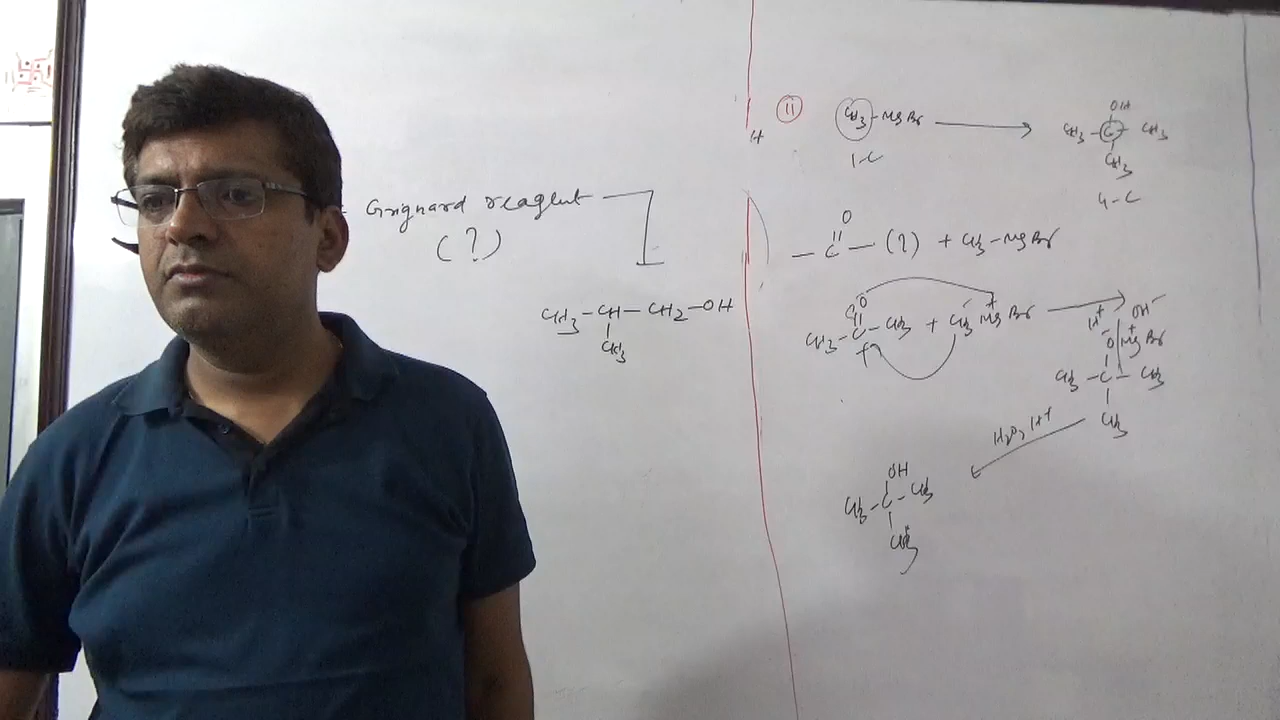 Grignard reagent
(?)
CH3 - CH - CH2 - OH
CH3
ii
CH3 - MgBr
1-C
OH
CH3 - C - CH3
CH3
4-C
O
- C - (?) + CH3 - MgBr
O
CH3 - C - CH3 + CH3 MgBr
H+ OH-
O MgBr
CH3 - C - CH3
CH3
H2O, H+
OH
CH3 - C - CH3
CH3